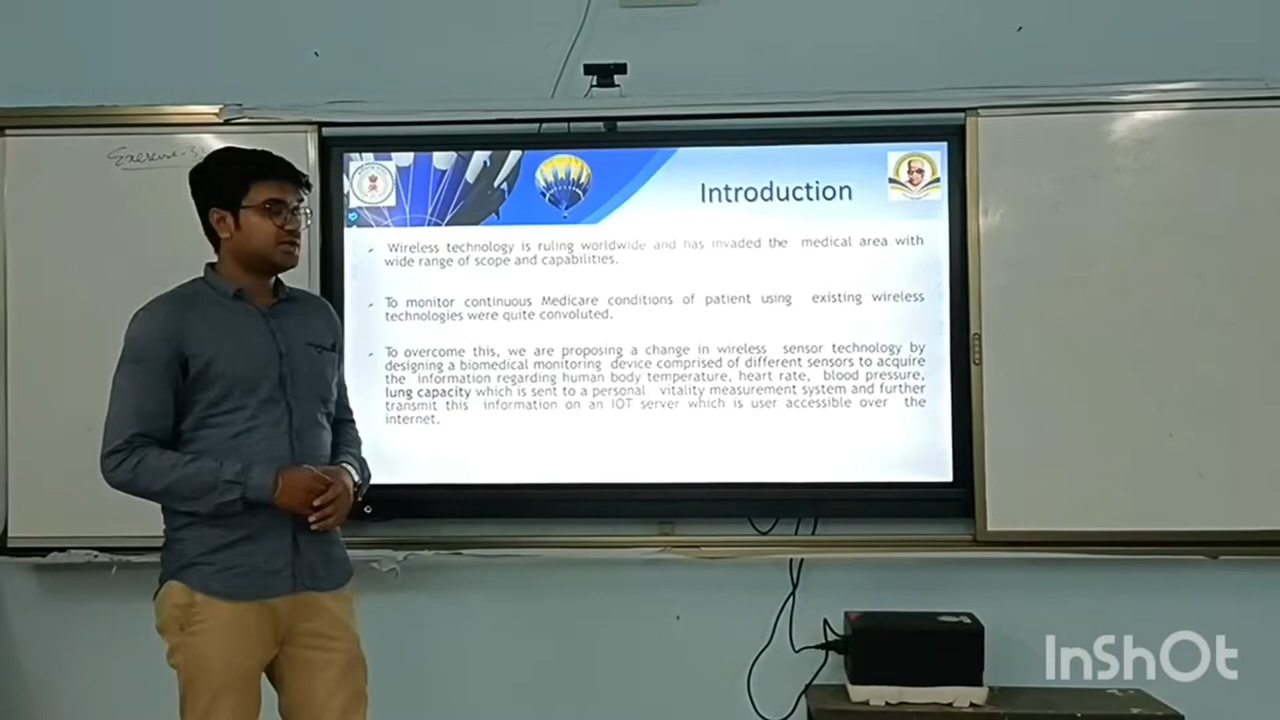 Exercise-3
Introduction
Wireless technology is ruling worldwide and has invaded the medical area with
wide range of scope and capabilities.
To monitor continuous Medicare conditions of patient using existing wireless
technologies were quite convoluted.
To overcome this, we are proposing a change in wireless sensor technology by
designing a biomedical monitoring device comprised of different sensors to acquire
the information regarding human body temperature, heart rate, blood pressure,
lung capacity which is sent to a personal vitality measurement system and further
transmit this information on an IOT server which is user accessible over the
internet.
InShOt